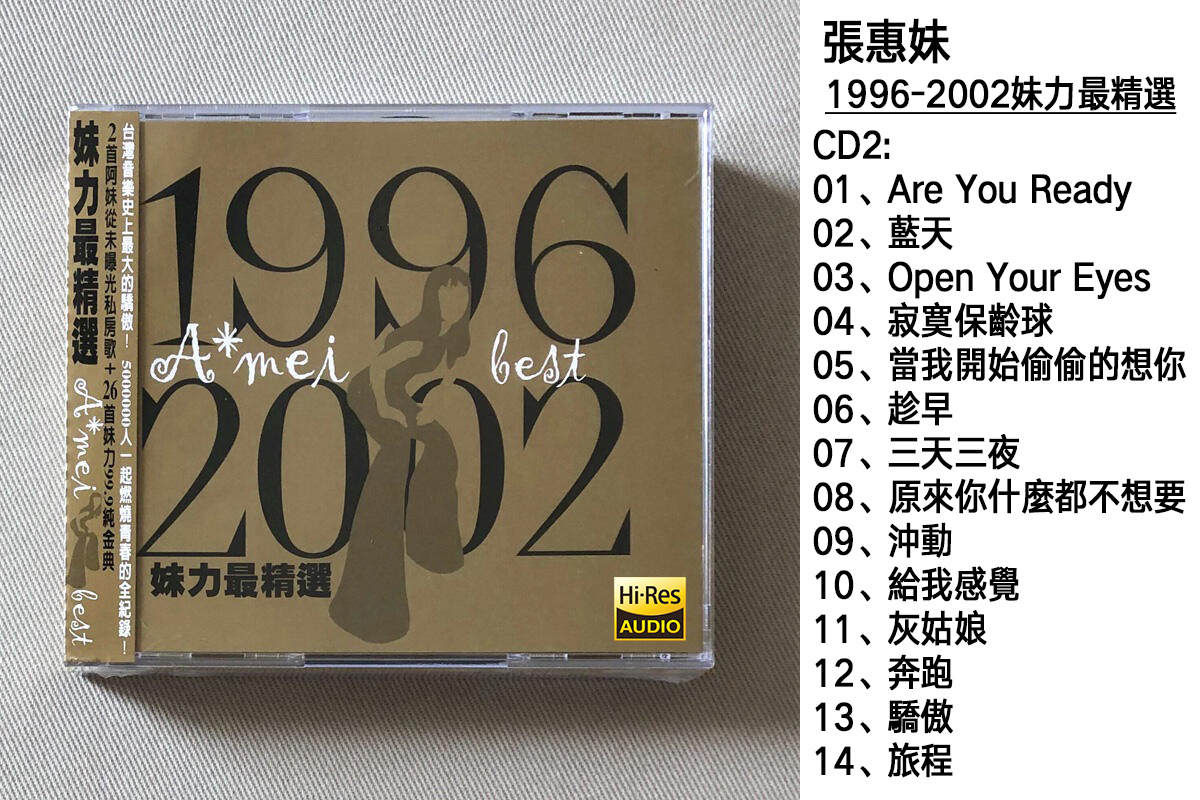 台灣音樂史上最大的驕傲! 5000000人一起燃燒青春的全紀錄!
2首阿妹從未曝光私房歌+26首妹力99.9純金典
妹力最精選 A*mei best
1996
A*mei best
2002
妹力最精選
Hi-Res
AUDIO
張惠妹
1996-2002妹力最精選
CD2:
01、Are You Ready
02、藍天
03、Open Your Eyes
04、寂寞保齡球
05、當我開始偷偷的想你
06、趁早
07、三天三夜
08、原來你什麼都不想要
09、沖動
10、給我感覺
11、灰姑娘
12、奔跑
13、驕傲
14、旅程